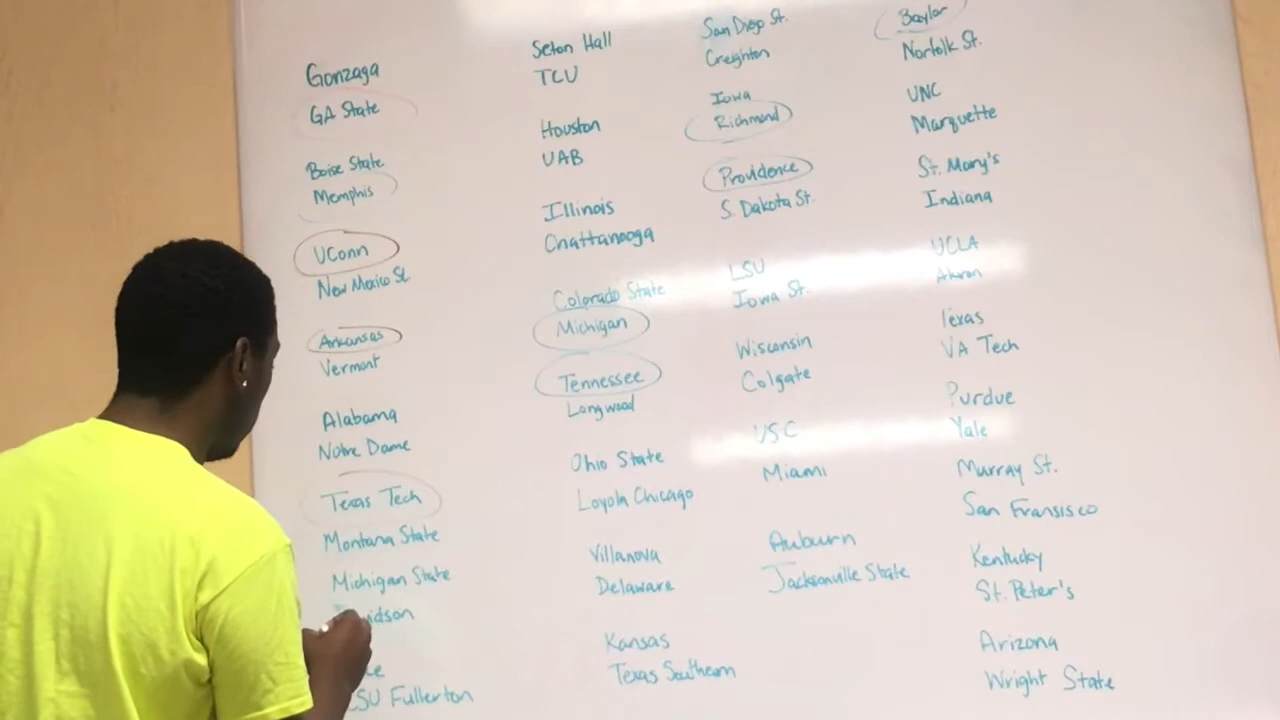 Gonzaga
GA State
Boise State
Memphis
UConn
New Mexico St.
Arkansas
Vermont
Alabama
Notre Dame
Texas Tech
Montana State
Michigan State
CSU Fullerton
Seton Hall
TCU
Houston
UAB
Illinois
Chattanooga
Colorado State
Michigan
Tennessee
Longwood
Ohio State
Loyola Chicago
Villanova
Delaware
Kansas
Texas Southern
San Diego St.
Creighton
Iowa
Richmond
Providence
S. Dakota St.
LSU
Iowa St.
Wisconsin
Colgate
USC
Miami
Auburn
Jacksonville State
Baylor
Norfolk St.
UNC
Marquette
St. Mary's
Indiana
UCLA
Akron
Texas
VA Tech
Purdue
Yale
Murray St.
San Fransisco
Kentucky
St. Peter's
Arizona
Wright State